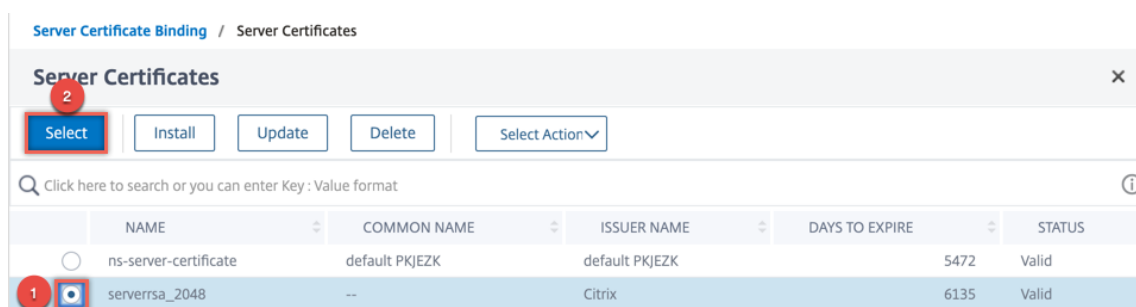 Server Certificate Binding / Server Certificates
Server Certificates
2
Select Install Update Delete Select Action
Click here to search or you can enter Key : Value format
NAME COMMON NAME ISSUER NAME DAYS TO EXPIRE STATUS
ns-server-certificate default PKJEZK default PKJEZK 5472 Valid
1 serverrsa_2048 -- Citrix 6135 Valid